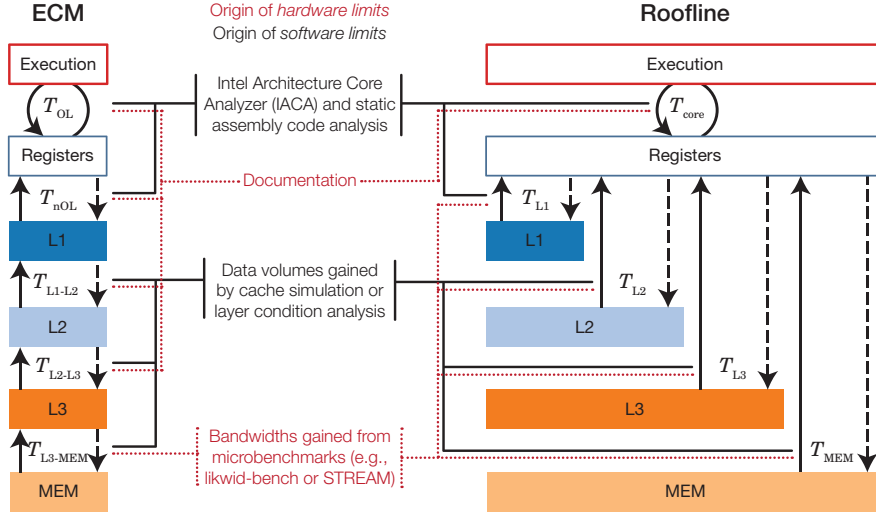 ECM
Origin of hardware limits
Origin of software limits
Roofline
Execution
T_OL
Registers
T_nOL
L1
T_L1-L2
L2
T_L2-L3
L3
T_L3-MEM
MEM
Intel Architecture Core
Analyzer (IACA) and static
assembly code analysis
Documentation
Data volumes gained
by cache simulation or
layer condition analysis
Bandwidths gained from
microbenchmarks (e.g.,
likwid-bench or STREAM)
Execution
T_core
Registers
T_L1
L1
T_L2
L2
T_L3
L3
T_MEM
MEM